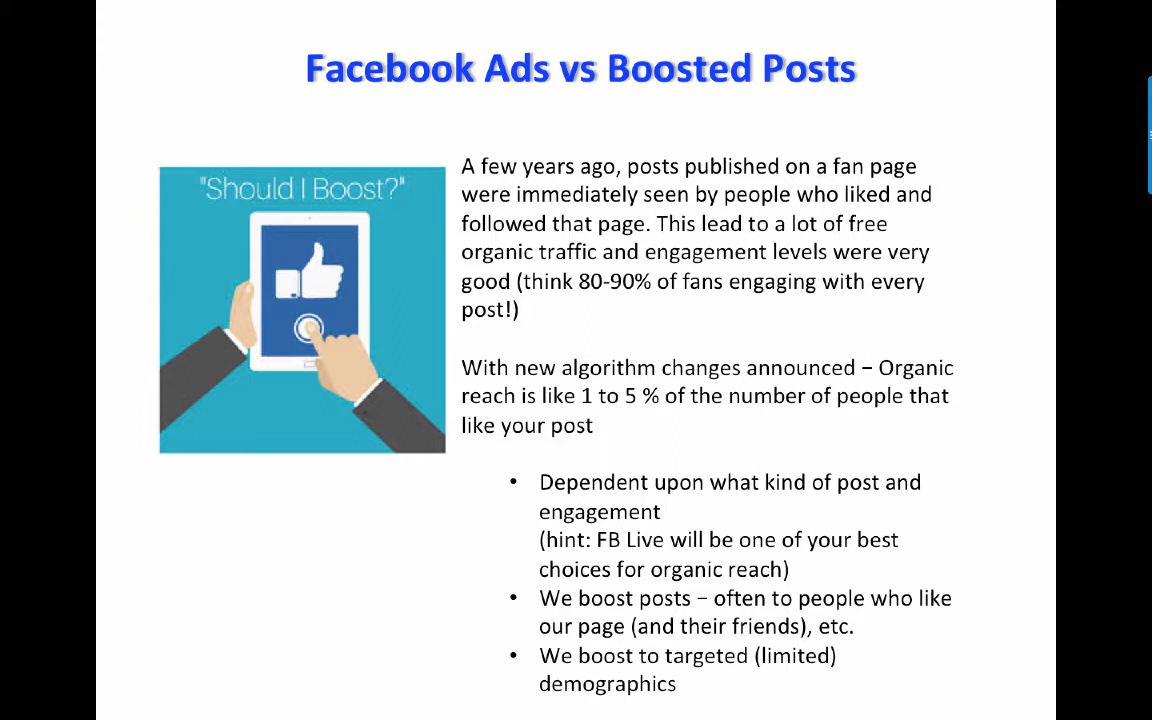 Facebook Ads vs Boosted Posts
"Should I Boost?"
A few years ago, posts published on a fan page
were immediately seen by people who liked and
followed that page. This lead to a lot of free
organic traffic and engagement levels were very
good (think 80-90% of fans engaging with every
post!)
With new algorithm changes announced – Organic
reach is like 1 to 5 % of the number of people that
like your post
• Dependent upon what kind of post and
engagement
(hint: FB Live will be one of your best
choices for organic reach)
• We boost posts – often to people who like
our page (and their friends), etc.
• We boost to targeted (limited)
demographics